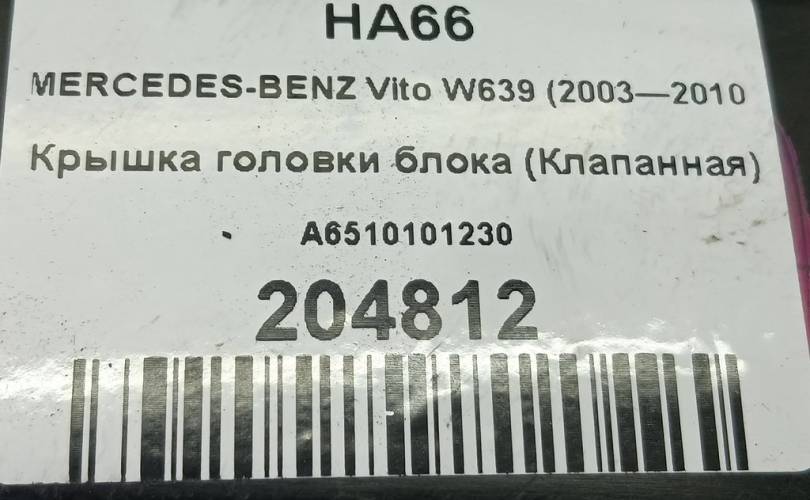 HA66
MERCEDES-BENZ Vito W639 (2003—2010
Крышка головки блока (Клапанная)
A6510101230
204812